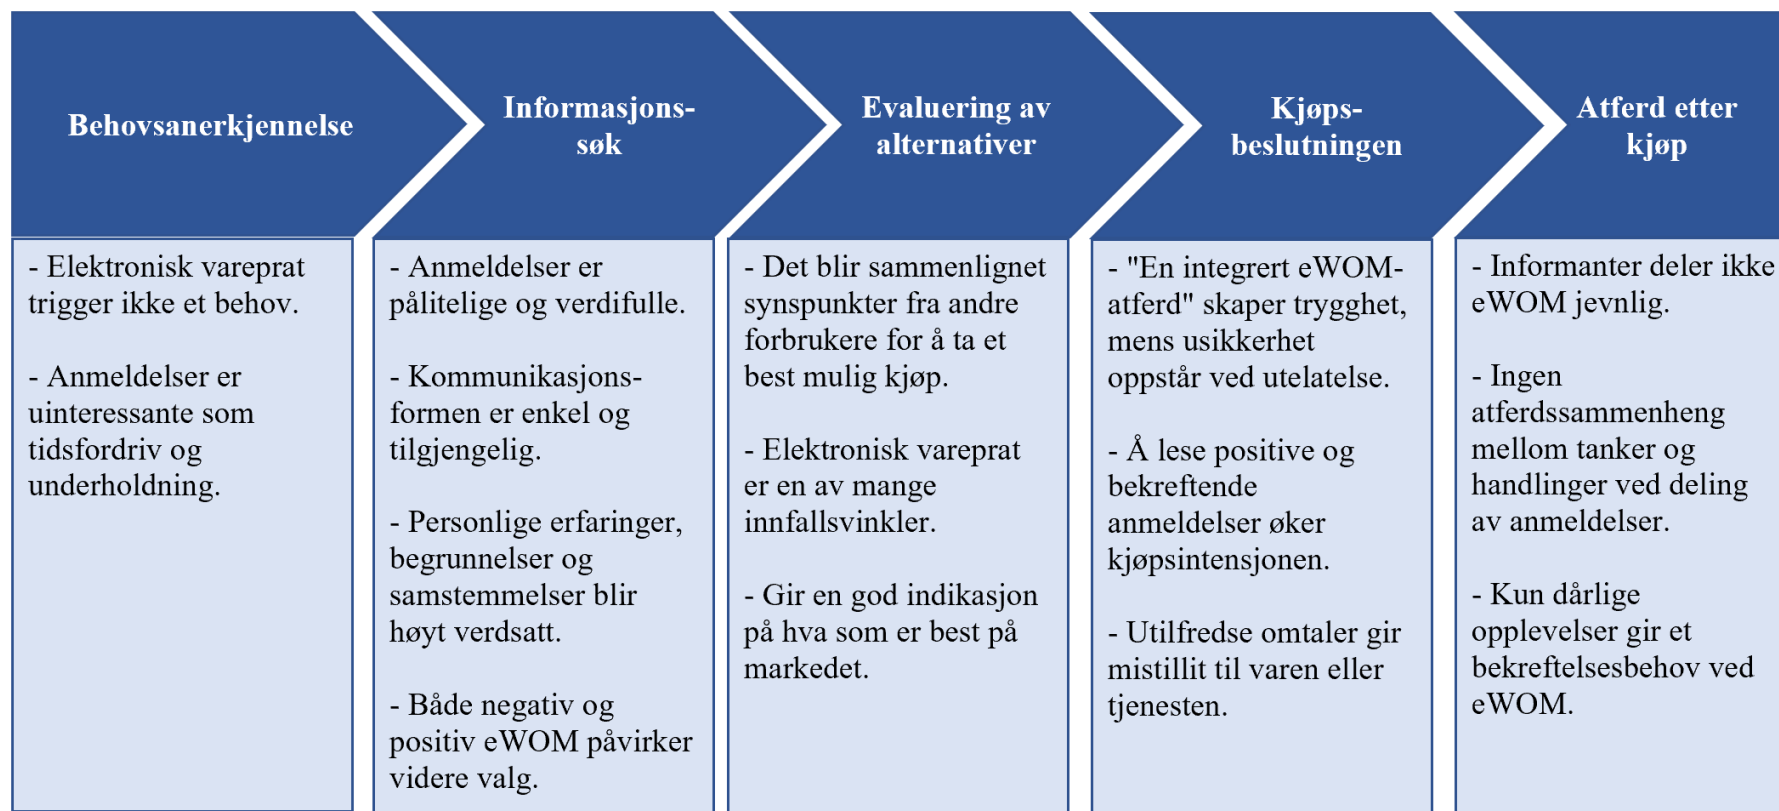 Behovsanerkjennelse
Informasjons-
søk
Evaluering av
alternativer
Kjøps-
beslutningen
Atferd etter
kjøp
- Elektronisk vareprat
trigger ikke et behov.
- Anmeldelser er
uinteressante som
tidsfordriv og
underholdning.
- Anmeldelser er
pålitelige og verdifulle.
- Kommunikasjons-
formen er enkel og
tilgjengelig.
- Personlige erfaringer,
begrunnelser og
samstemmelser blir
høyt verdsatt.
- Både negativ og
positiv eWOM påvirker
videre valg.
- Det blir sammenlignet
synspunkter fra andre
forbrukere for å ta et
best mulig kjøp.
- Elektronisk vareprat
er en av mange
innfallsvinkler.
- Gir en god indikasjon
på hva som er best på
markedet.
- "En integrert eWOM-
atferd" skaper trygghet,
mens usikkerhet
oppstår ved utelatelse.
- Å lese positive og
bekreftende
anmeldelser øker
kjøpsintensjonen.
- Utilfredse omtaler gir
mistillit til varen eller
tjenesten.
- Informanter deler ikke
eWOM jevnlig.
- Ingen
atferdssammenheng
mellom tanker og
handlinger ved deling
av anmeldelser.
- Kun dårlige
opplevelser gir et
bekreftelsesbehov ved
eWOM.